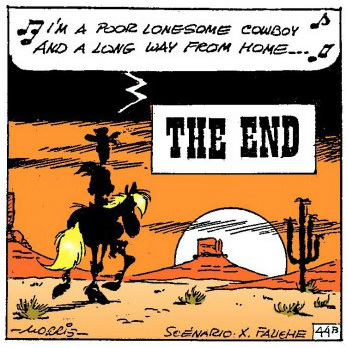 I'M A POOR LONESOME COWBOY
AND A LONG WAY FROM HOME....
THE END
-MORRIS-
SCÉNARIO: X. FAUCHE
44B